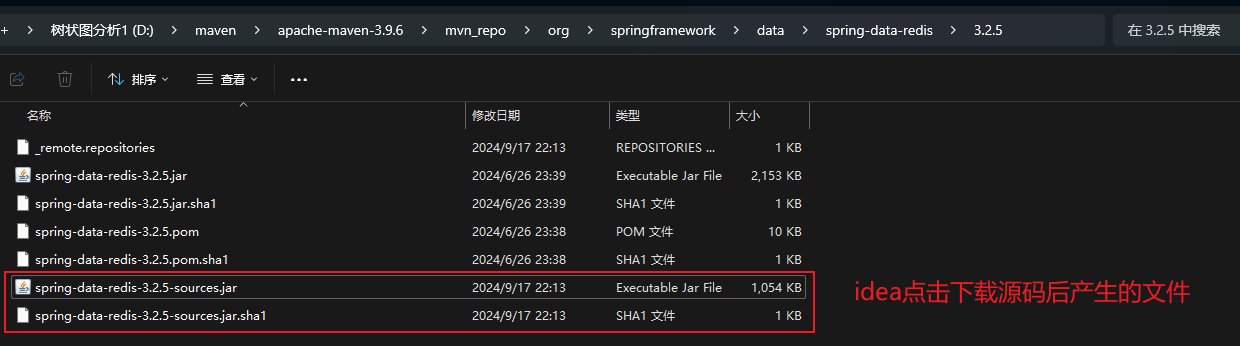 + > 树状图分析1 (D:) > maven > apache-maven-3.9.6 > mvn_repo > org > springframework > data > spring-data-redis > 3.2.5 在 3.2.5 中搜索
排序 查看 •••
名称 修改日期 类型 大小
_remote.repositories 2024/9/17 22:13 REPOSITORIES ... 1 KB
spring-data-redis-3.2.5.jar 2024/6/26 23:39 Executable Jar File 2,153 KB
spring-data-redis-3.2.5.jar.sha1 2024/6/26 23:39 SHA1 文件 1 KB
spring-data-redis-3.2.5.pom 2024/6/26 23:38 POM 文件 10 KB
spring-data-redis-3.2.5.pom.sha1 2024/6/26 23:38 SHA1 文件 1 KB
spring-data-redis-3.2.5-sources.jar 2024/9/17 22:13 Executable Jar File 1,054 KB
idea点击下载源码后产生的文件
spring-data-redis-3.2.5-sources.jar.sha1 2024/9/17 22:13 SHA1 文件 1 KB